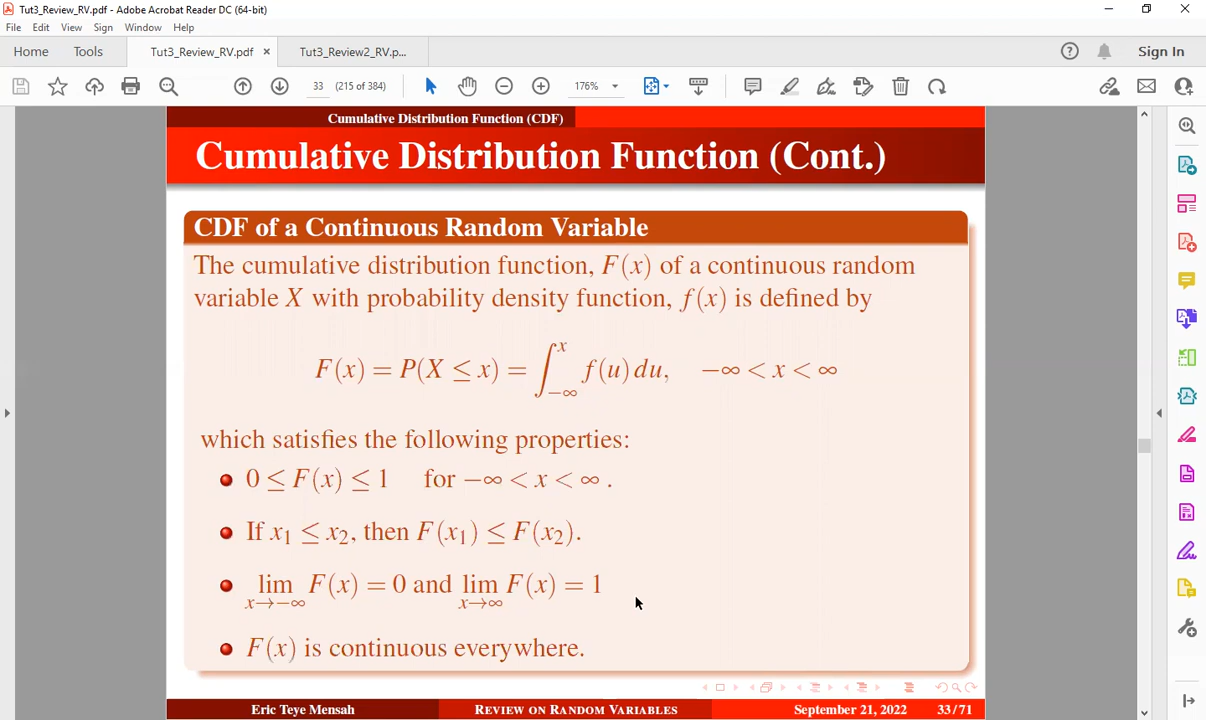 Tut3_Review_RV.pdf - Adobe Acrobat Reader DC (64-bit)
File Edit View Sign Window Help
Home Tools Tut3_Review_RV.pdf × Tut3_Review2_RV.p... Sign In
33 (215 of 384) 176%
Cumulative Distribution Function (CDF)
Cumulative Distribution Function (Cont.)
CDF of a Continuous Random Variable
The cumulative distribution function, F(x) of a continuous random
variable X with probability density function, f(x) is defined by
F(x) = P(X ≤ x) = ∫_{−∞}^{x} f(u) du, −∞ < x < ∞
which satisfies the following properties:
0 ≤ F(x) ≤ 1 for −∞ < x < ∞ .
If x₁ ≤ x₂, then F(x₁) ≤ F(x₂).
lim_{x→−∞} F(x) = 0 and lim_{x→∞} F(x) = 1
F(x) is continuous everywhere.
Eric Teye Mensah REVIEW ON RANDOM VARIABLES September 21, 2022 33/71